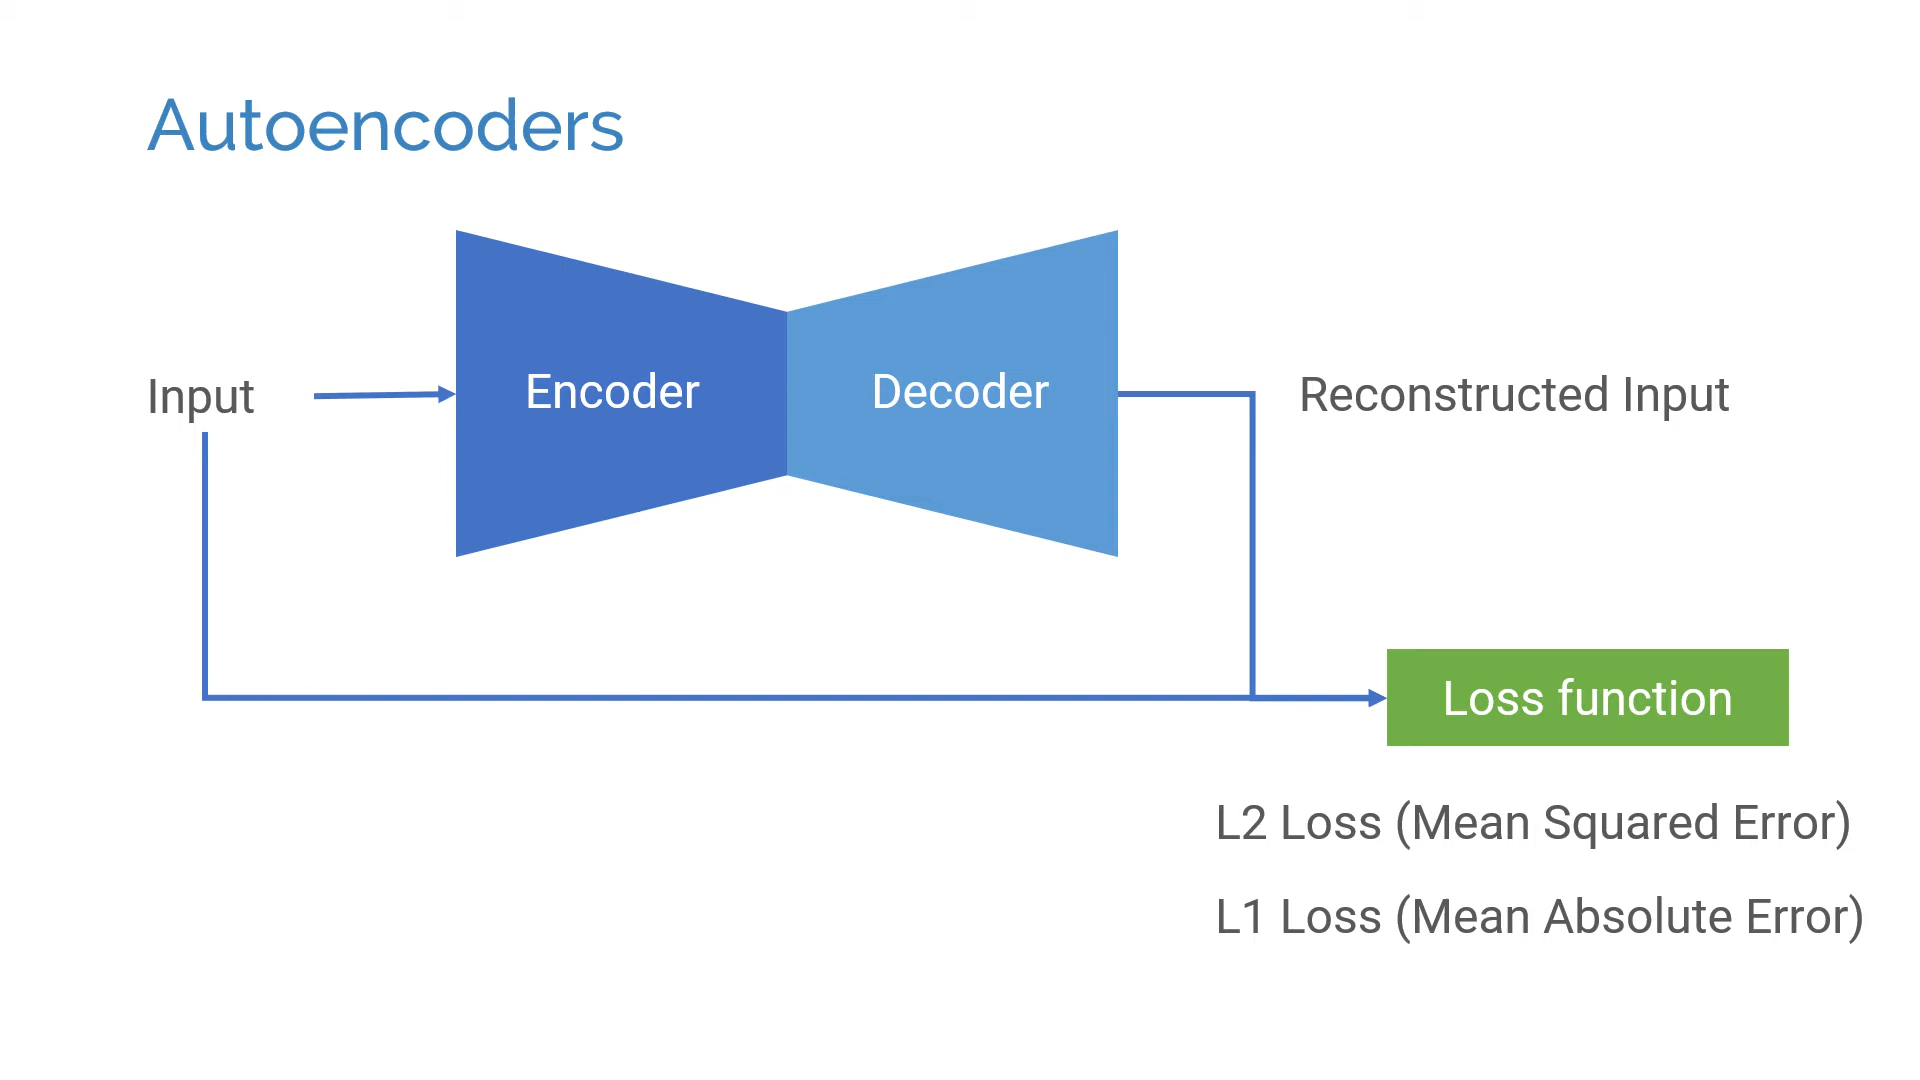 Autoencoders
Input
Encoder
Decoder
Reconstructed Input
Loss function
L2 Loss (Mean Squared Error)
L1 Loss (Mean Absolute Error)